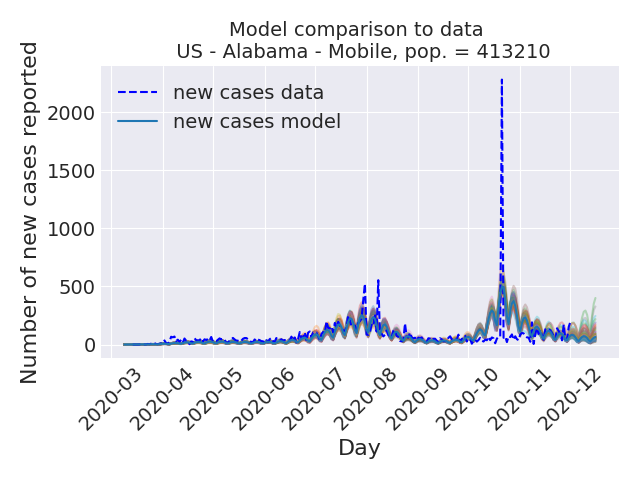 Model comparison to data
US - Alabama - Mobile, pop. = 413210
Number of new cases reported
new cases data
new cases model
2000
1500
1000
500
0
2020-03
2020-04
2020-05
2020-06
2020-07
2020-08
2020-09
2020-10
2020-11
2020-12
Day